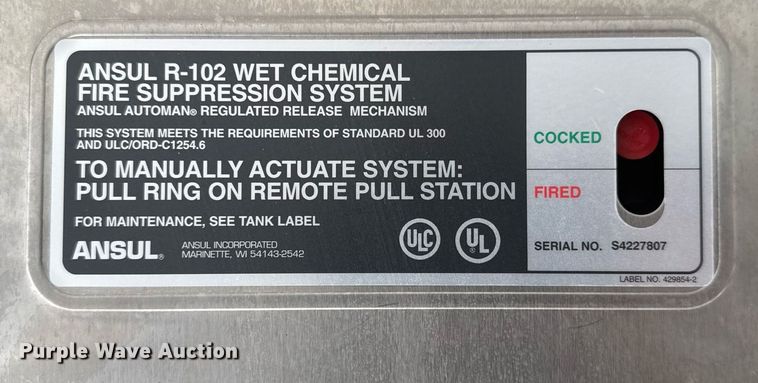 ANSUL R-102 WET CHEMICAL
FIRE SUPPRESSION SYSTEM
ANSUL AUTOMAN® REGULATED RELEASE MECHANISM
THIS SYSTEM MEETS THE REQUIREMENTS OF STANDARD UL 300
AND ULC/ORD-C1254.6
TO MANUALLY ACTUATE SYSTEM:
PULL RING ON REMOTE PULL STATION
FOR MAINTENANCE, SEE TANK LABEL
ANSUL®
ANSUL INCORPORATED
MARINETTE, WI 54143-2542
ULC
UL®
COCKED
FIRED
SERIAL NO. S4227807
LABEL NO. 429854-2
Purple Wave Auction